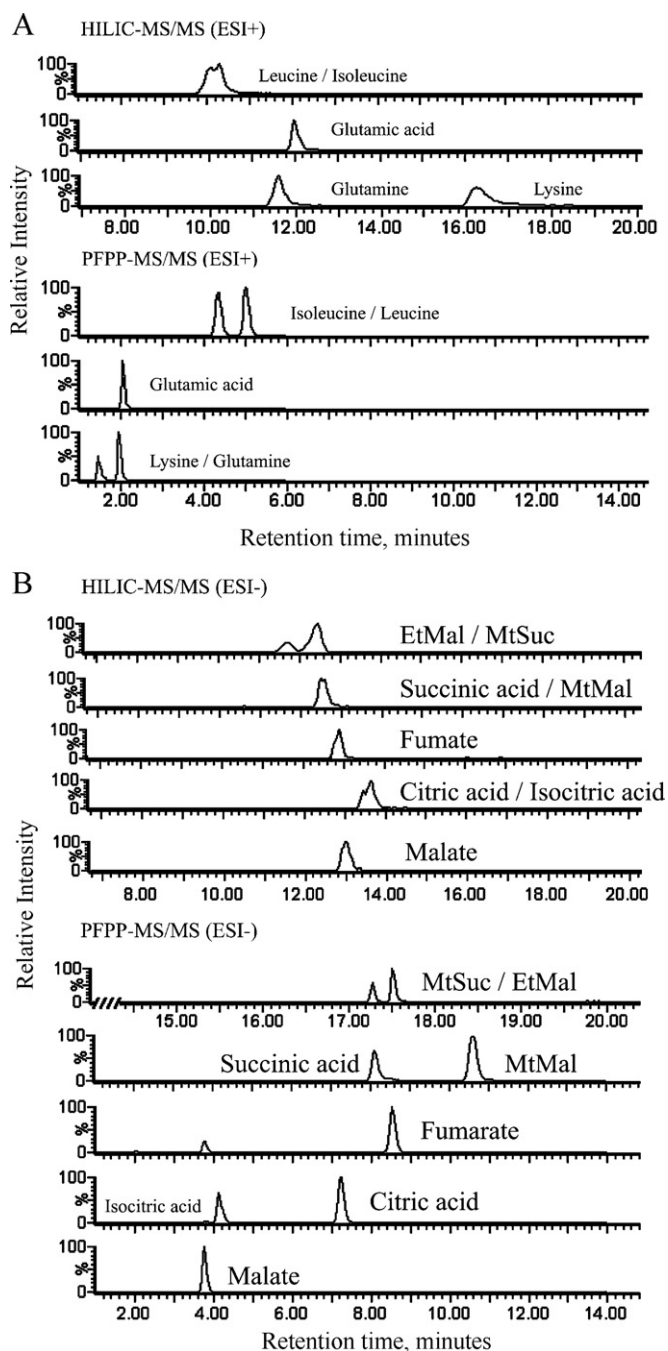 A
HILIC-MS/MS (ESI+)
100
%
0
Leucine / Isoleucine
100
%
0
Glutamic acid
100
%
0
Glutamine
Lysine
8.00 10.00 12.00 14.00 16.00 18.00 20.00
PFPP-MS/MS (ESI+)
100
%
0
Isoleucine / Leucine
100
%
0
Glutamic acid
100
%
0
Lysine / Glutamine
2.00 4.00 6.00 8.00 10.00 12.00 14.00
Relative Intensity
Retention time, minutes
B
HILIC-MS/MS (ESI-)
100
%
0
EtMal / MtSuc
100
%
0
Succinic acid / MtMal
100
%
0
Fumate
100
%
0
Citric acid / Isocitric acid
100
%
0
Malate
8.00 10.00 12.00 14.00 16.00 18.00 20.00
PFPP-MS/MS (ESI-)
100
%
0
MtSuc / EtMal
15.00 16.00 17.00 18.00 19.00 20.00
100
%
0
Succinic acid
MtMal
100
%
0
Fumarate
100
%
0
Isocitric acid
Citric acid
100
%
0
Malate
2.00 4.00 6.00 8.00 10.00 12.00 14.00
Relative Intensity
Retention time, minutes